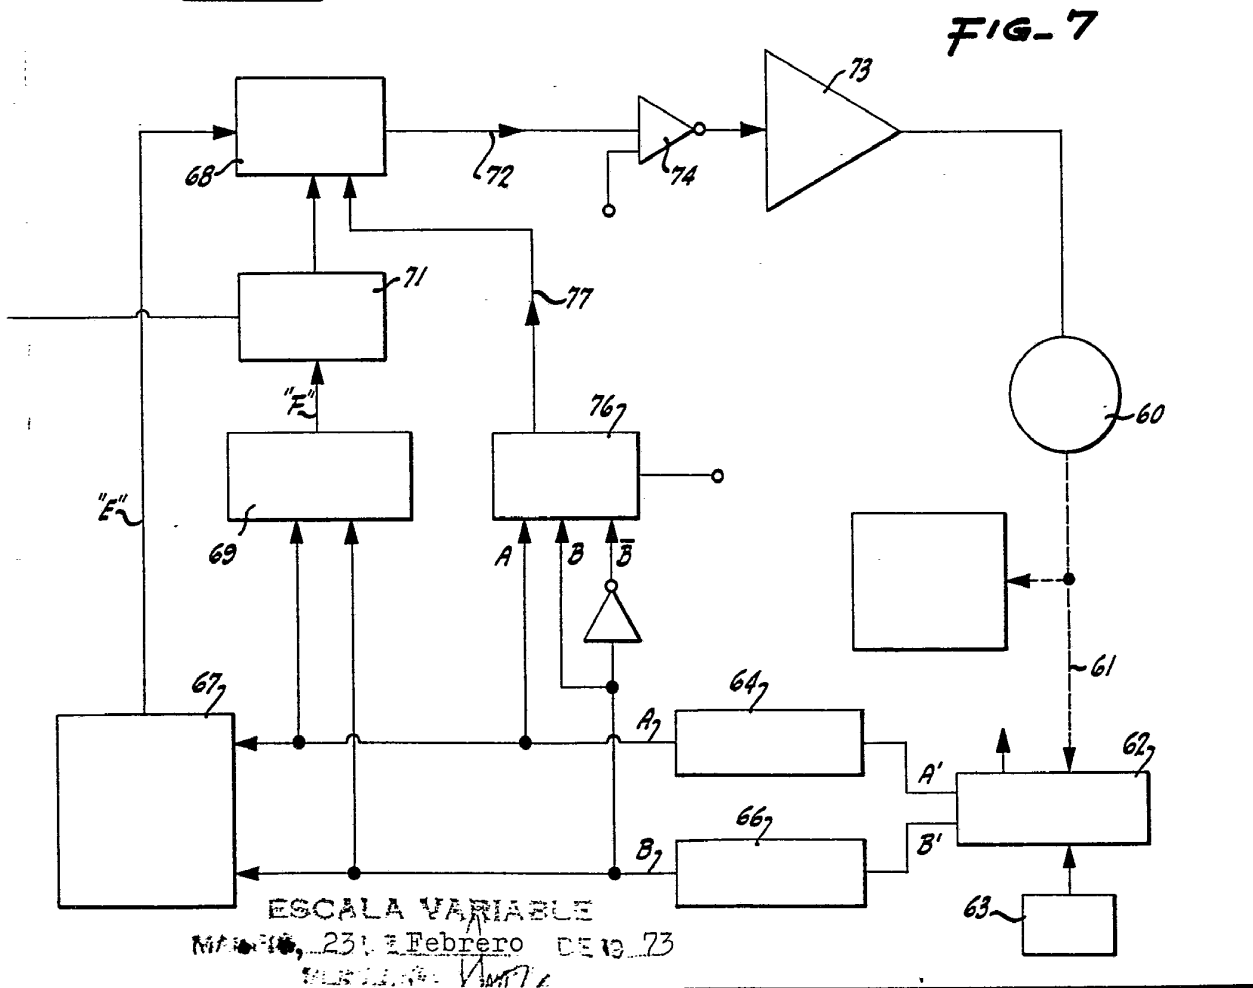 FIG_7
73
68
72
74
71
77
"F"
76
60
"E"
69
A
B
B̅
61
67
64
A
62
A'
66
B'
B
63
ESCALA VARIABLE
23 Febrero DE 19 73